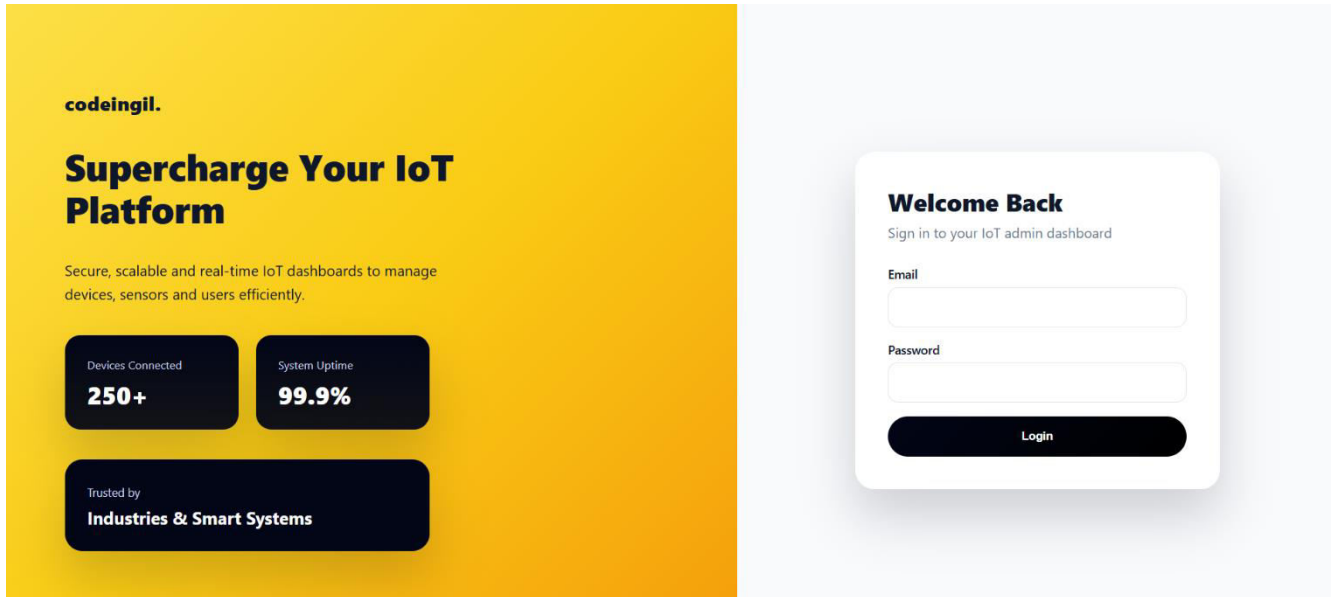 codeingil.
Supercharge Your IoT
Platform
Secure, scalable and real-time IoT dashboards to manage
devices, sensors and users efficiently.
Devices Connected
250+
System Uptime
99.9%
Trusted by
Industries & Smart Systems
Welcome Back
Sign in to your IoT admin dashboard
Email
Password
Login